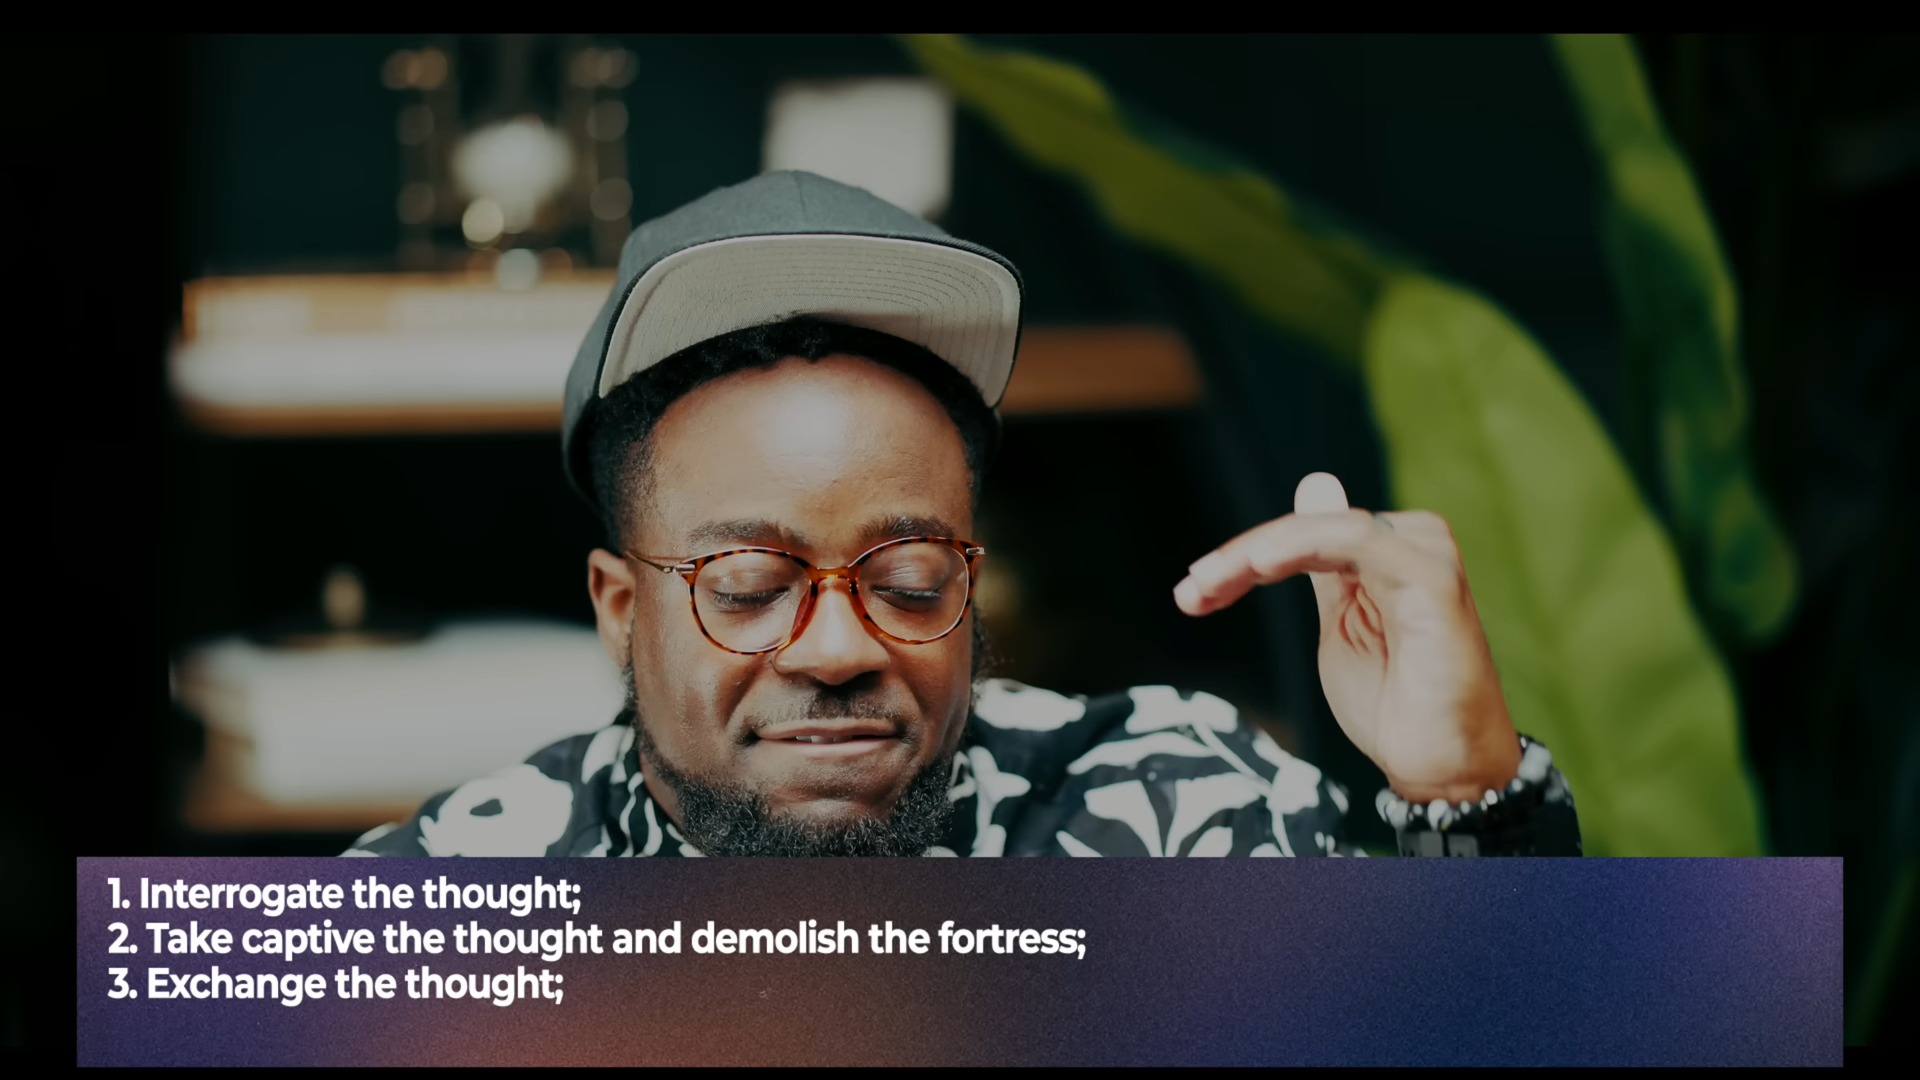 1. Interrogate the thought;
2. Take captive the thought and demolish the fortress;
3. Exchange the thought;